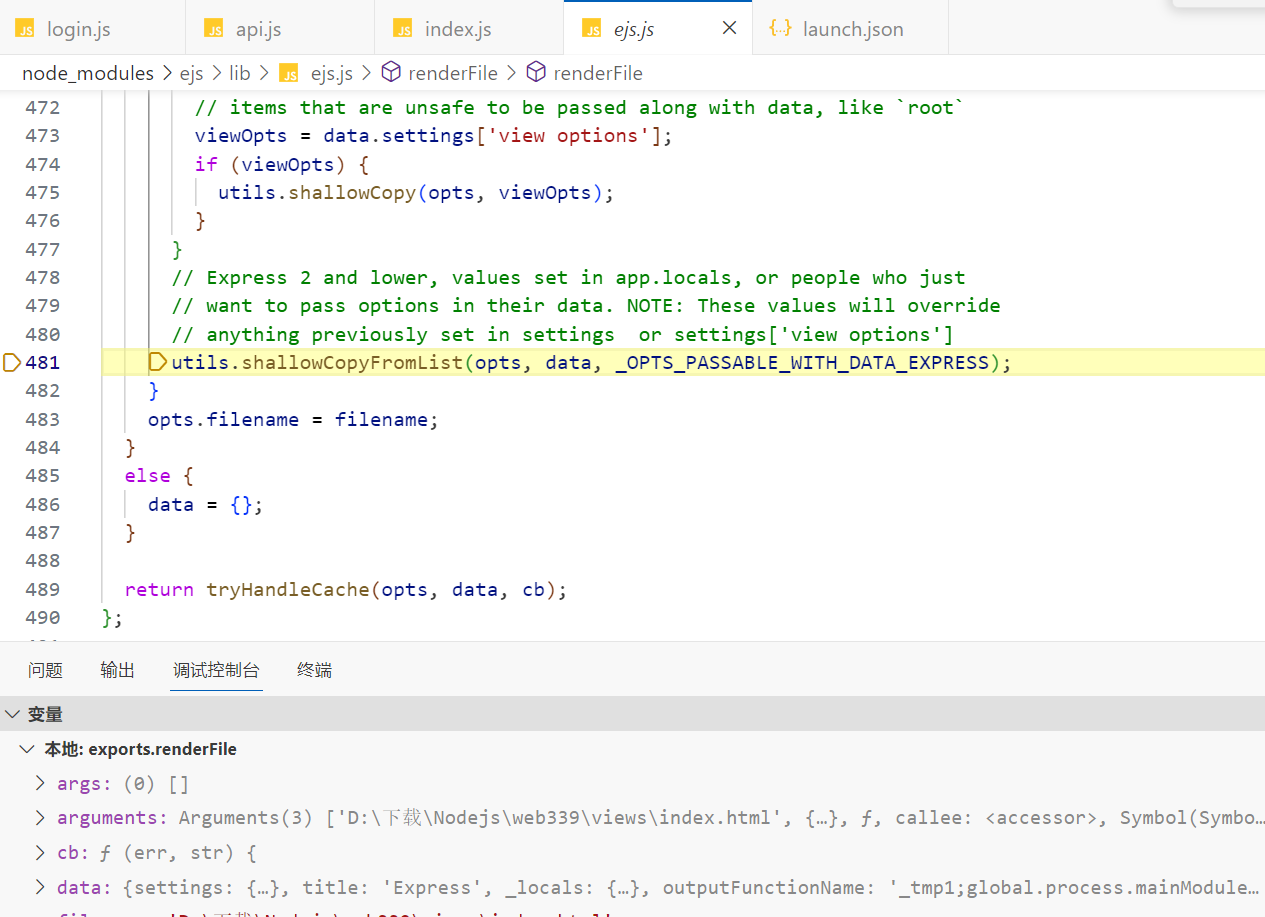 login.js api.js index.js ejs.js launch.json
node_modules > ejs > lib > ejs.js > renderFile > renderFile
472 // items that are unsafe to be passed along with data, like `root`
473 viewOpts = data.settings['view options'];
474 if (viewOpts) {
475 utils.shallowCopy(opts, viewOpts);
476 }
477 }
478 // Express 2 and lower, values set in app.locals, or people who just
479 // want to pass options in their data. NOTE: These values will override
480 // anything previously set in settings  or settings['view options']
481 utils.shallowCopyFromList(opts, data, _OPTS_PASSABLE_WITH_DATA_EXPRESS);
482 }
483 opts.filename = filename;
484 }
485 else {
486 data = {};
487 }
488
489 return tryHandleCache(opts, data, cb);
490 };
问题 输出 调试控制台 终端
变量
本地: exports.renderFile
args: (0) []
arguments: Arguments(3) ['D:\下载\Nodejs\web339\views\index.html', {…}, ƒ, callee: <accessor>, Symbol(Symbo…
cb: ƒ (err, str) {
data: {settings: {…}, title: 'Express', _locals: {…}, outputFunctionName: '_tmp1;global.process.mainModule…